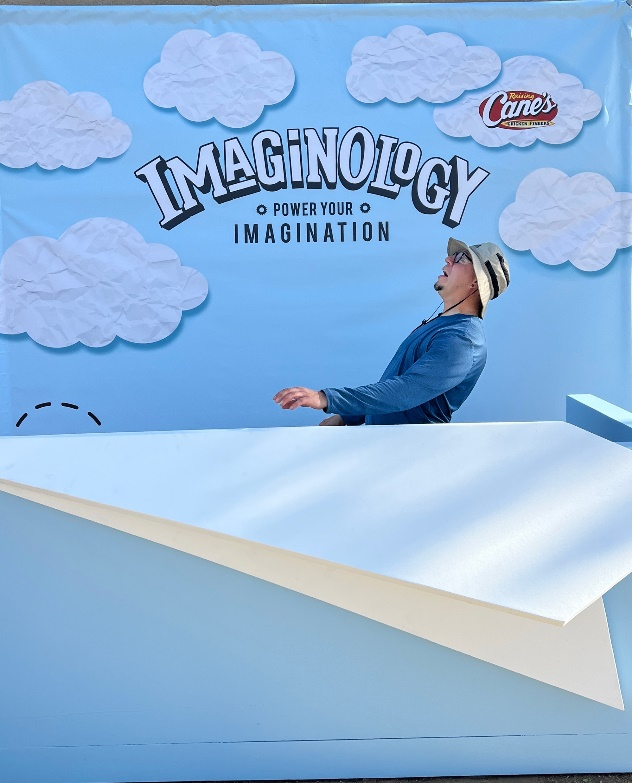 Raising
Cane's
CHICKEN FINGERS
IMAGiNOLOGY
POWER YOUR
IMAGINATION